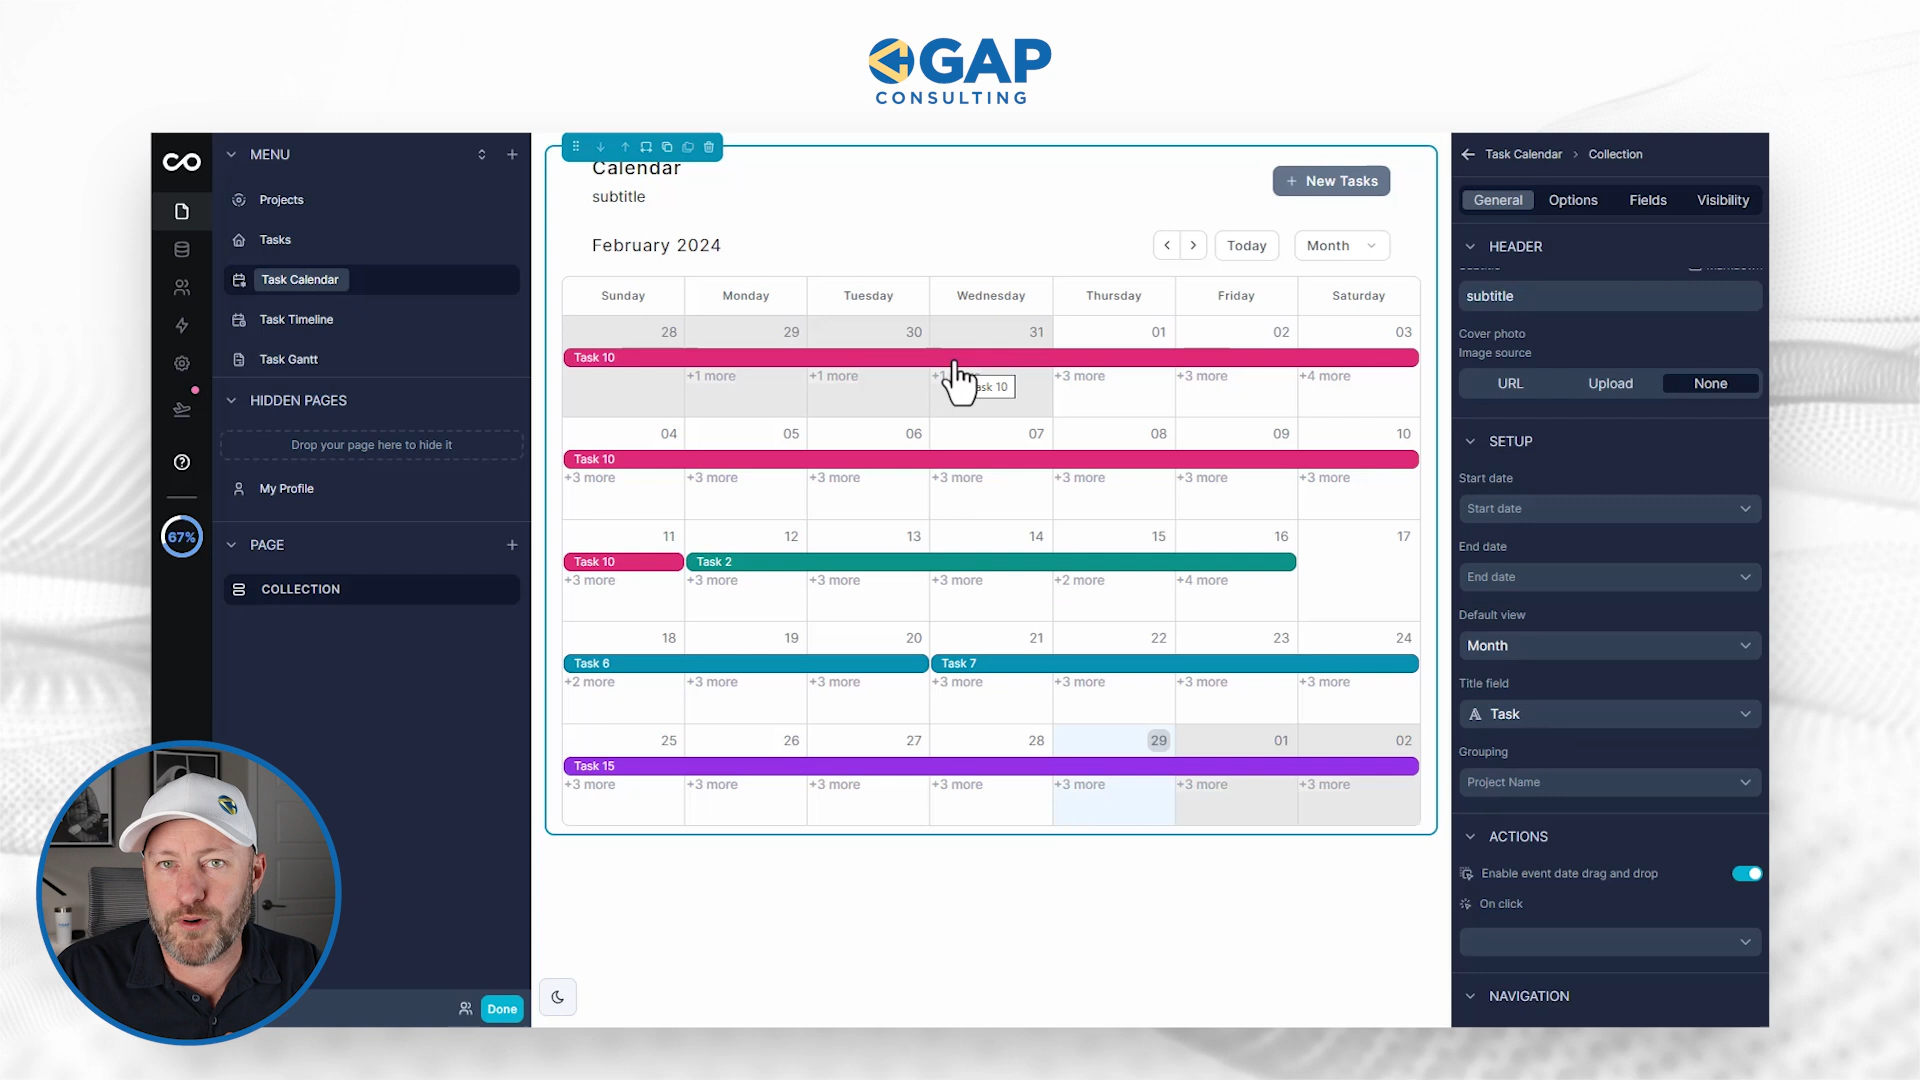 GAP
CONSULTING
MENU
Projects
Tasks
Task Calendar
Task Timeline
Task Gantt
HIDDEN PAGES
Drop your page here to hide it
My Profile
67%
PAGE
COLLECTION
Done
Calendar
subtitle
+ New Tasks
February 2024
Today
Month
Sunday Monday Tuesday Wednesday Thursday Friday Saturday
28 29 30 31 01 02 03
Task 10
+1 more +1 more +3 more +3 more +4 more
Task 10
04 05 06 07 08 09 10
Task 10
+3 more +3 more +3 more +3 more +3 more +3 more +3 more
11 12 13 14 15 16 17
Task 10 Task 2
+3 more +3 more +3 more +3 more +2 more +4 more
18 19 20 21 22 23 24
Task 6 Task 7
+2 more +3 more +3 more +3 more +3 more +3 more +3 more
25 26 27 28 29 01 02
Task 15
+3 more +3 more +3 more +3 more +3 more +3 more +3 more
Task Calendar > Collection
General Options Fields Visibility
HEADER
subtitle
Cover photo
Image source
URL Upload None
SETUP
Start date
Start date
End date
End date
Default view
Month
Title field
A Task
Grouping
Project Name
ACTIONS
Enable event date drag and drop
On click
NAVIGATION